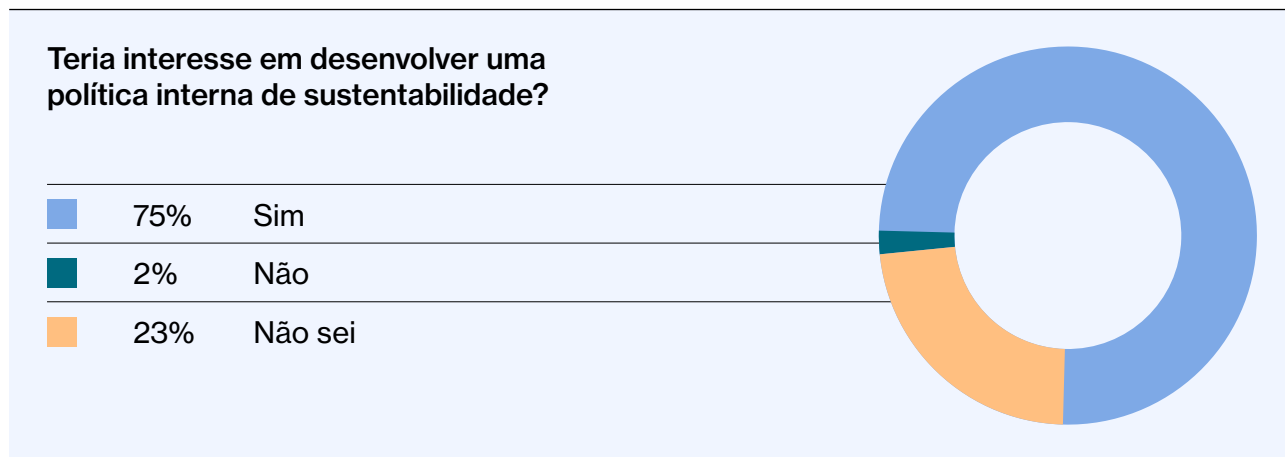 Teria interesse em desenvolver uma
política interna de sustentabilidade?
75% Sim
2% Não
23% Não sei